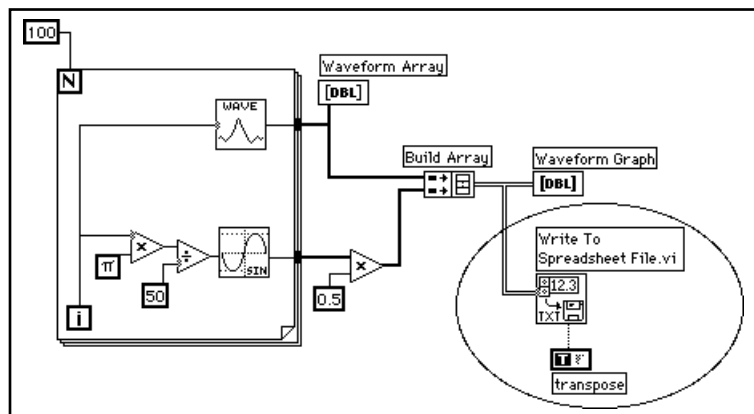 100
N
Waveform Array
[DBL]
WAVE
Build Array
Waveform Graph
[DBL]
Write To
Spreadsheet File.vi
12.3
TXT
×
π
÷
50
SIN
×
0.5
i
T F
transpose